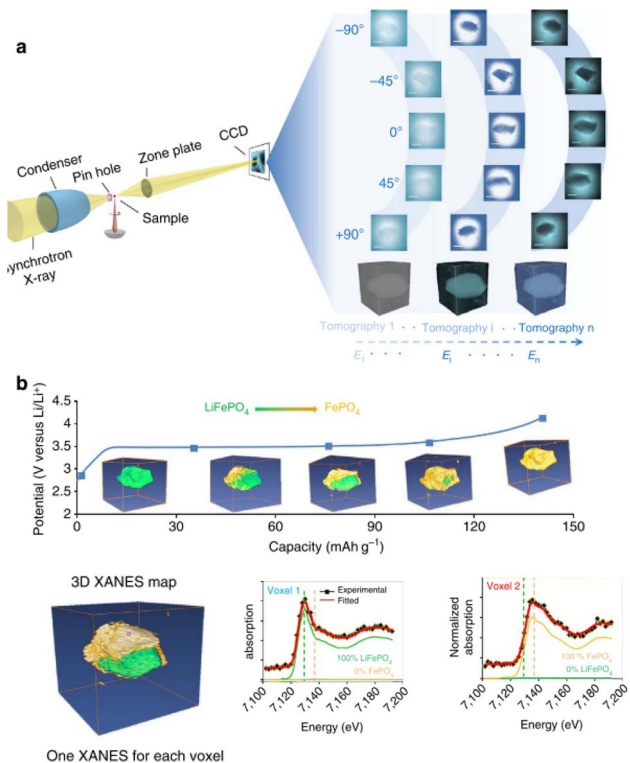 a
−90°
−45°
0°
45°
+90°
CCD
Zone plate
Condenser
Pin hole
Sample
ynchrotron
X-ray
Tomography 1 · · Tomography i · · Tomography n
E1 · · · · Ei · · · · · En
b
Potential (V versus Li/Li+)
4.5
4
3.5
3
2.5
2
LiFePO4
FePO4
0 30 60 90 120 150
Capacity (mAh g−1)
3D XANES map
One XANES for each voxel
Voxel 1
Experimental
Fitted
absorption
100% LiFePO4
0% FePO4
7,100 7,120 7,140 7,160 7,180 7,200
Energy (eV)
Voxel 2
Normalized
absorption
100 % FePO4
0% LiFePO4
7,100 7,120 7,140 7,160 7,180 7,200
Energy (eV)